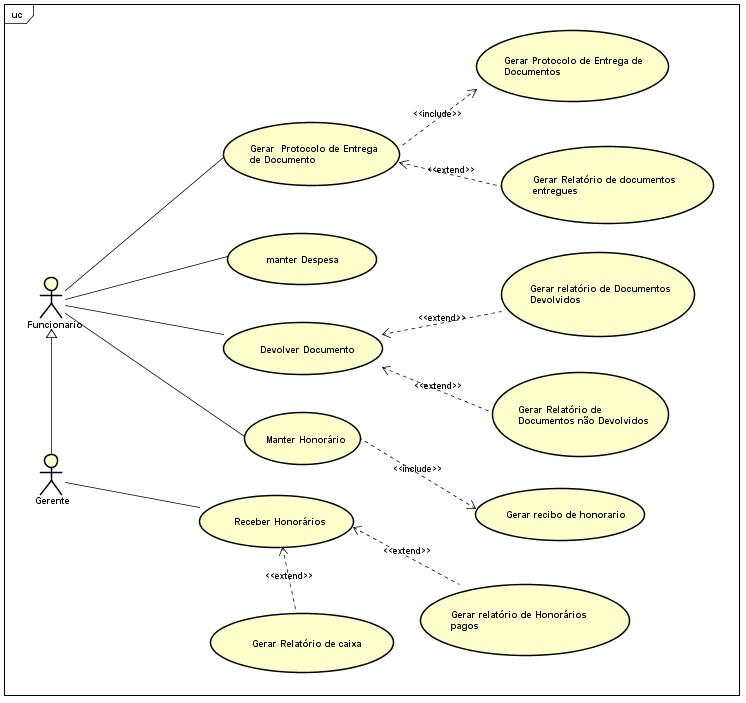 uc
Gerar Protocolo de Entrega de
Documentos
<<include>>
Gerar Protocolo de Entrega
de Documento
<<extend>>
Gerar Relatório de documentos
entregues
manter Despesa
Gerar relatório de Documentos
Devolvidos
<<extend>>
Funcionario
Devolver Documento
<<extend>>
Gerar Relatório de
Documentos não Devolvidos
Manter Honorário
<<include>>
Gerente
Gerar recibo de honorario
Receber Honorários
<<extend>>
<<extend>>
Gerar relatório de Honorários
pagos
Gerar Relatório de caixa